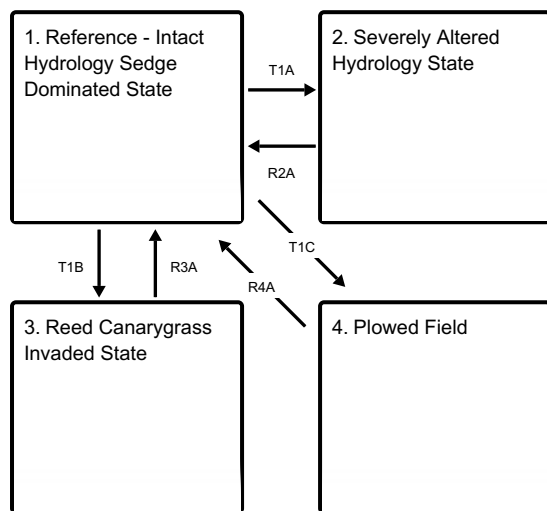 1. Reference - Intact
Hydrology Sedge
Dominated State
2. Severely Altered
Hydrology State
T1A
R2A
T1C
T1B
R3A
R4A
3. Reed Canarygrass
Invaded State
4. Plowed Field